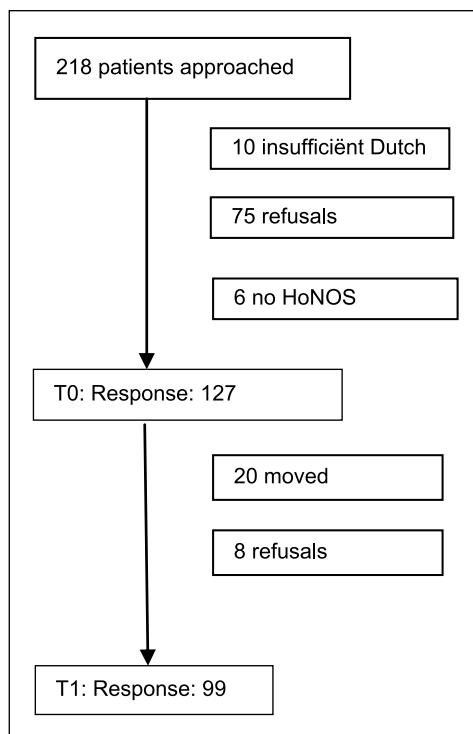 218 patients approached
10 insufficiënt Dutch
75 refusals
6 no HoNOS
T0: Response: 127
20 moved
8 refusals
T1: Response: 99